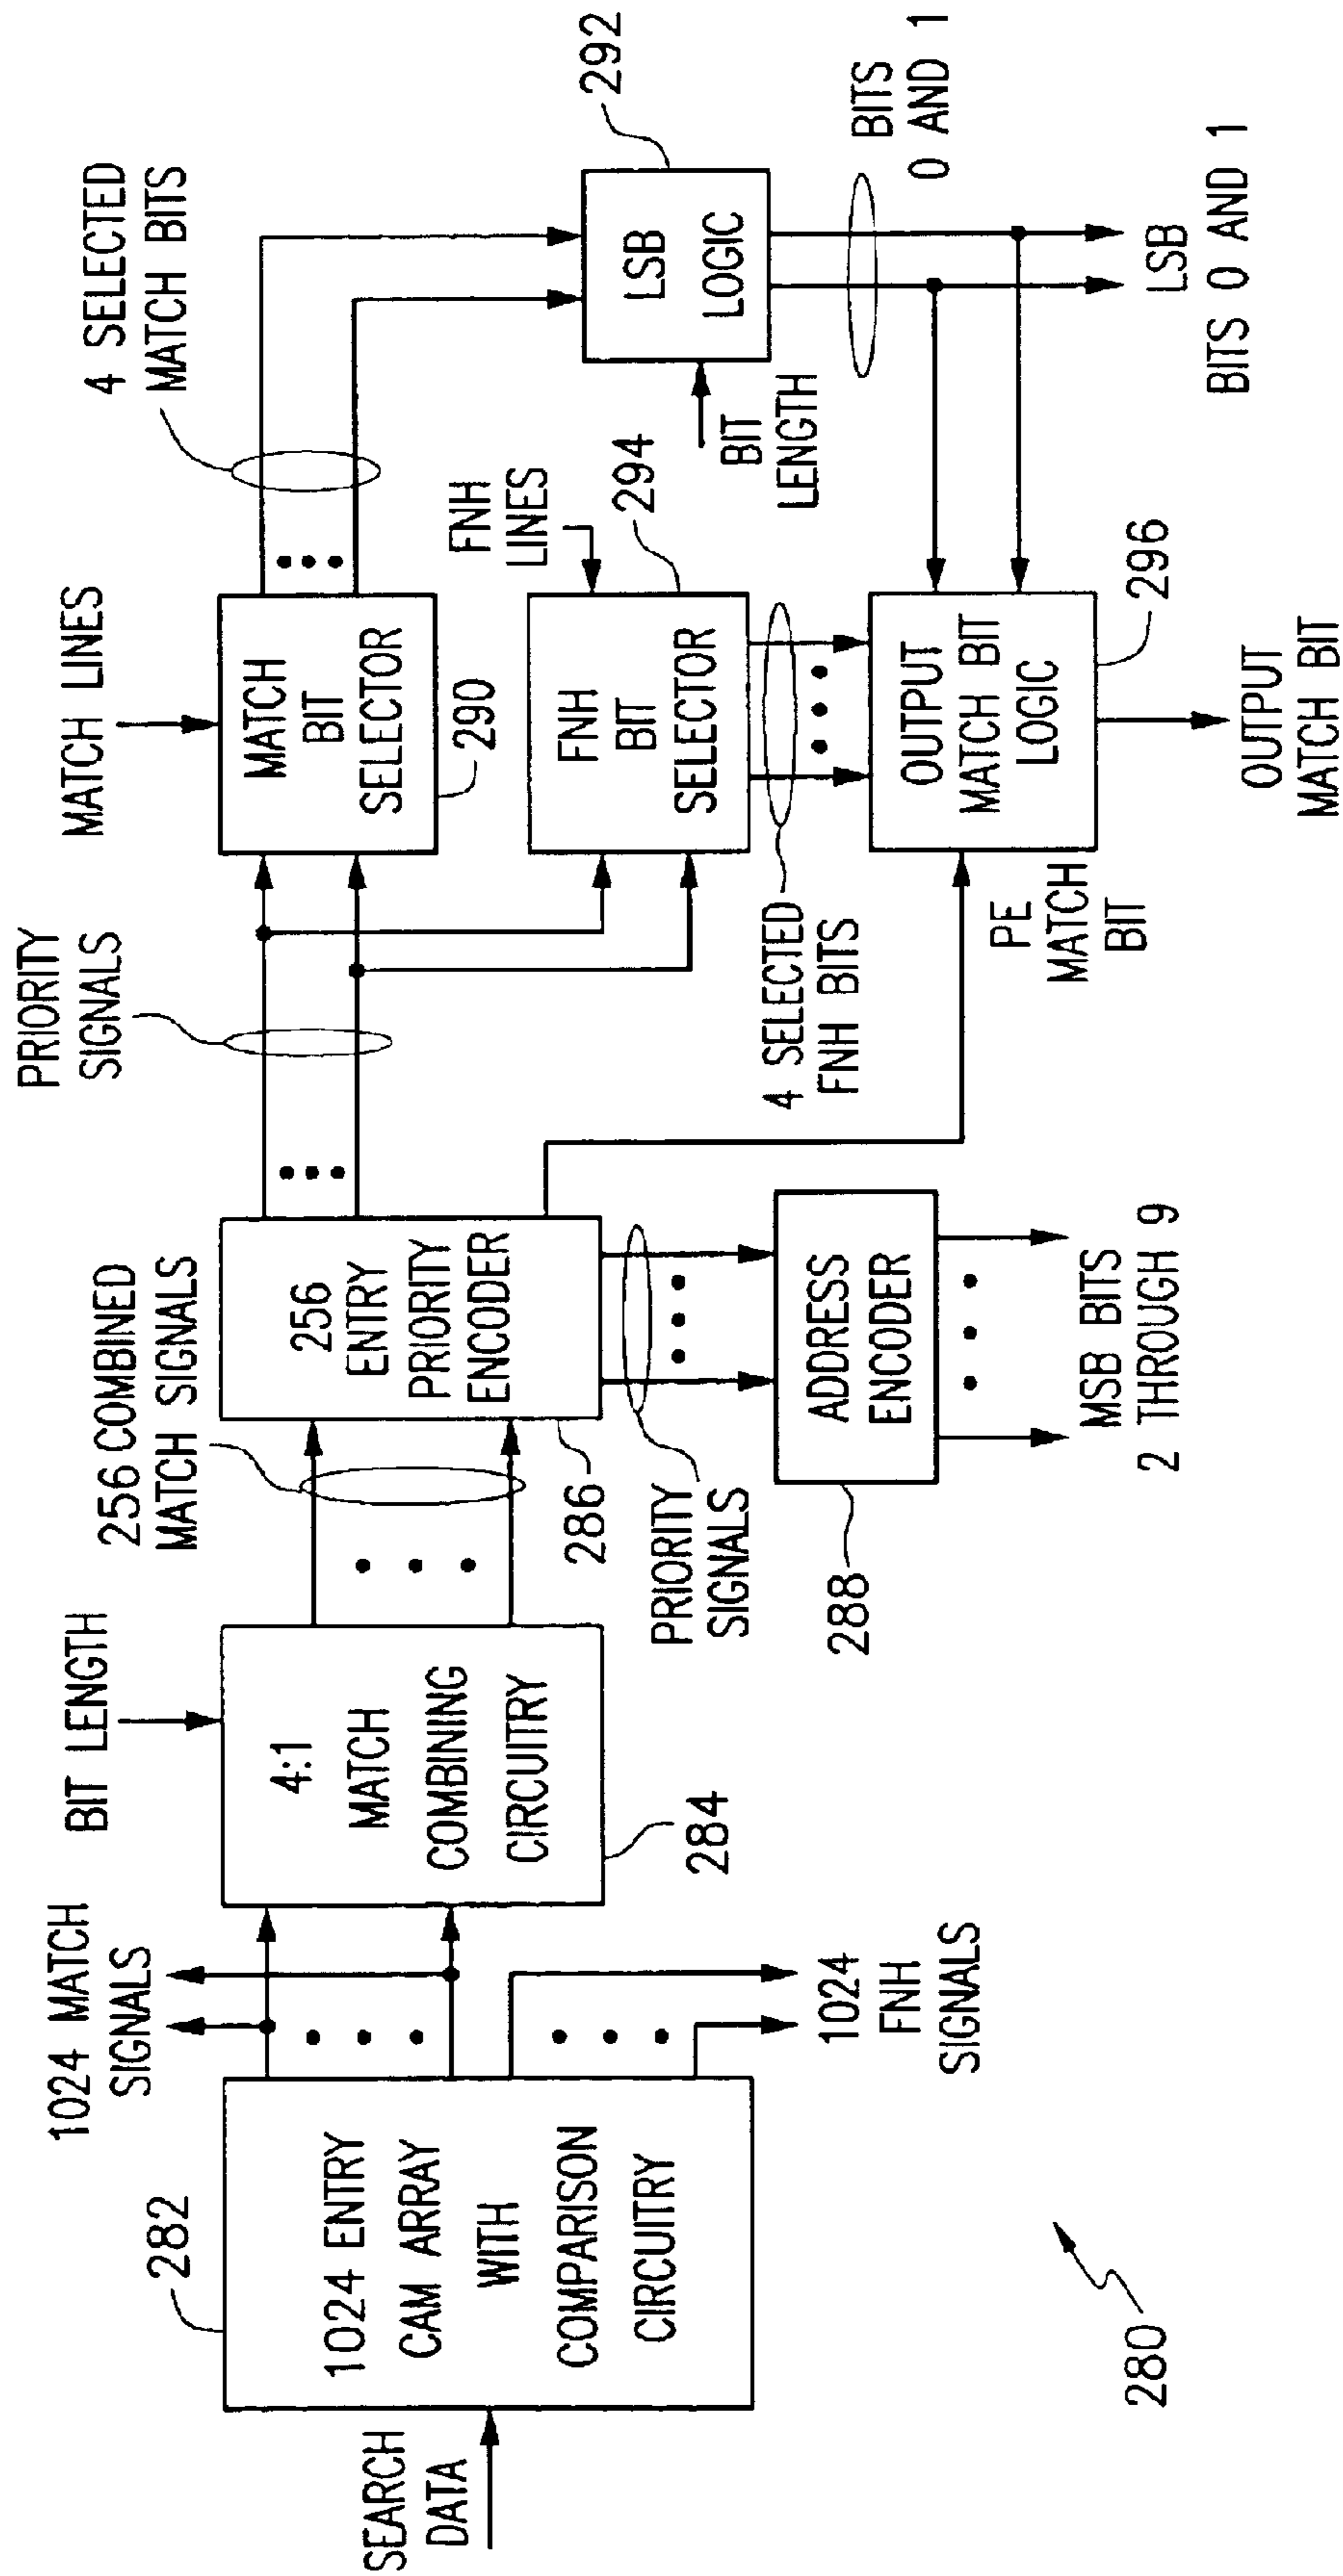 SEARCH
DATA
282
1024 ENTRY
CAM ARRAY
WITH
COMPARISON
CIRCUITRY
1024 MATCH
SIGNALS
1024
FNH
SIGNALS
BIT LENGTH
4:1
MATCH
COMBINING
CIRCUITRY
284
256 COMBINED
MATCH SIGNALS
256
ENTRY
PRIORITY
ENCODER
286
PRIORITY
SIGNALS
ADDRESS
ENCODER
288
MSB BITS
2 THROUGH 9
PRIORITY
SIGNALS
MATCH LINES
MATCH
BIT
SELECTOR
290
4 SELECTED
MATCH BITS
FNH
LINES
294
FNH
BIT
SELECTOR
4 SELECTED
FNH BITS
PE
MATCH
BIT
OUTPUT
MATCH BIT
LOGIC
296
OUTPUT
MATCH BIT
292
LSB
LOGIC
BIT
LENGTH
BITS
0 AND 1
LSB
BITS 0 AND 1
280